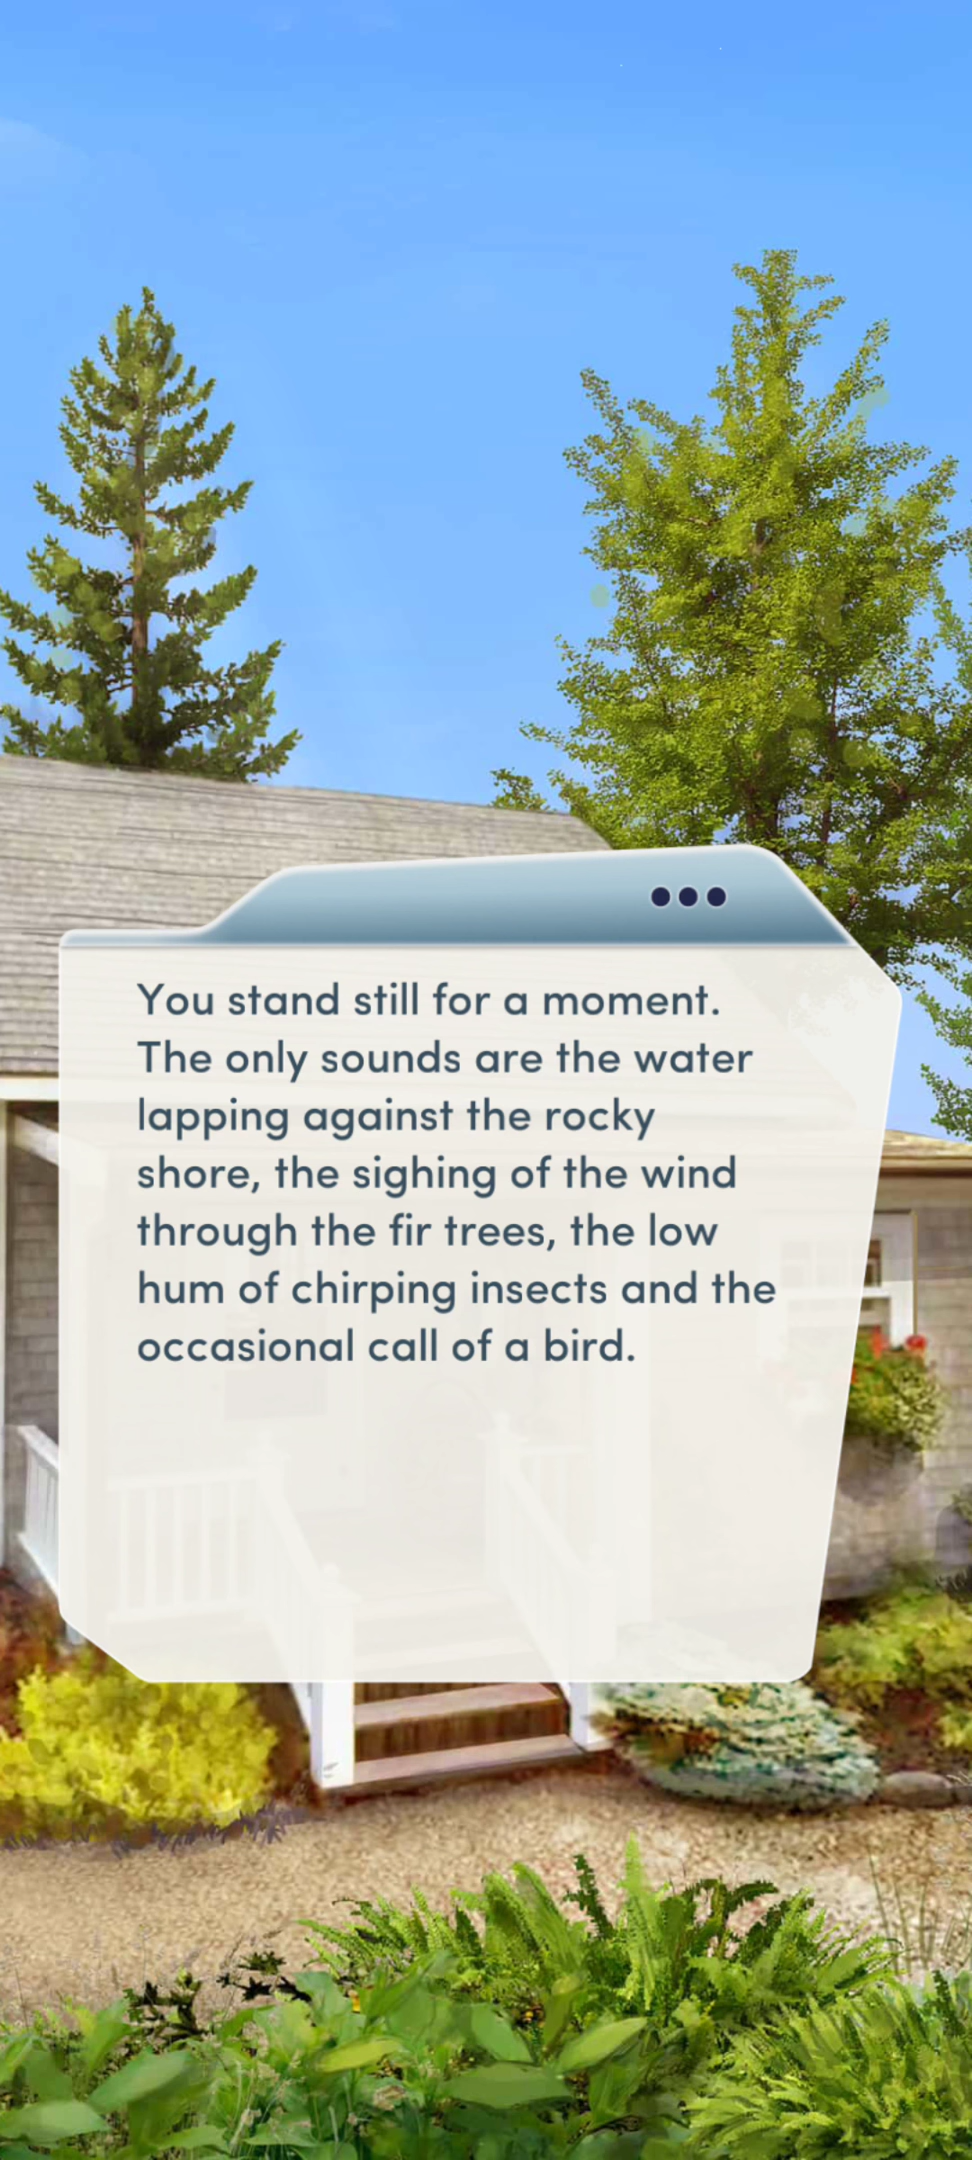 You stand still for a moment.
The only sounds are the water
lapping against the rocky
shore, the sighing of the wind
through the fir trees, the low
hum of chirping insects and the
occasional call of a bird.